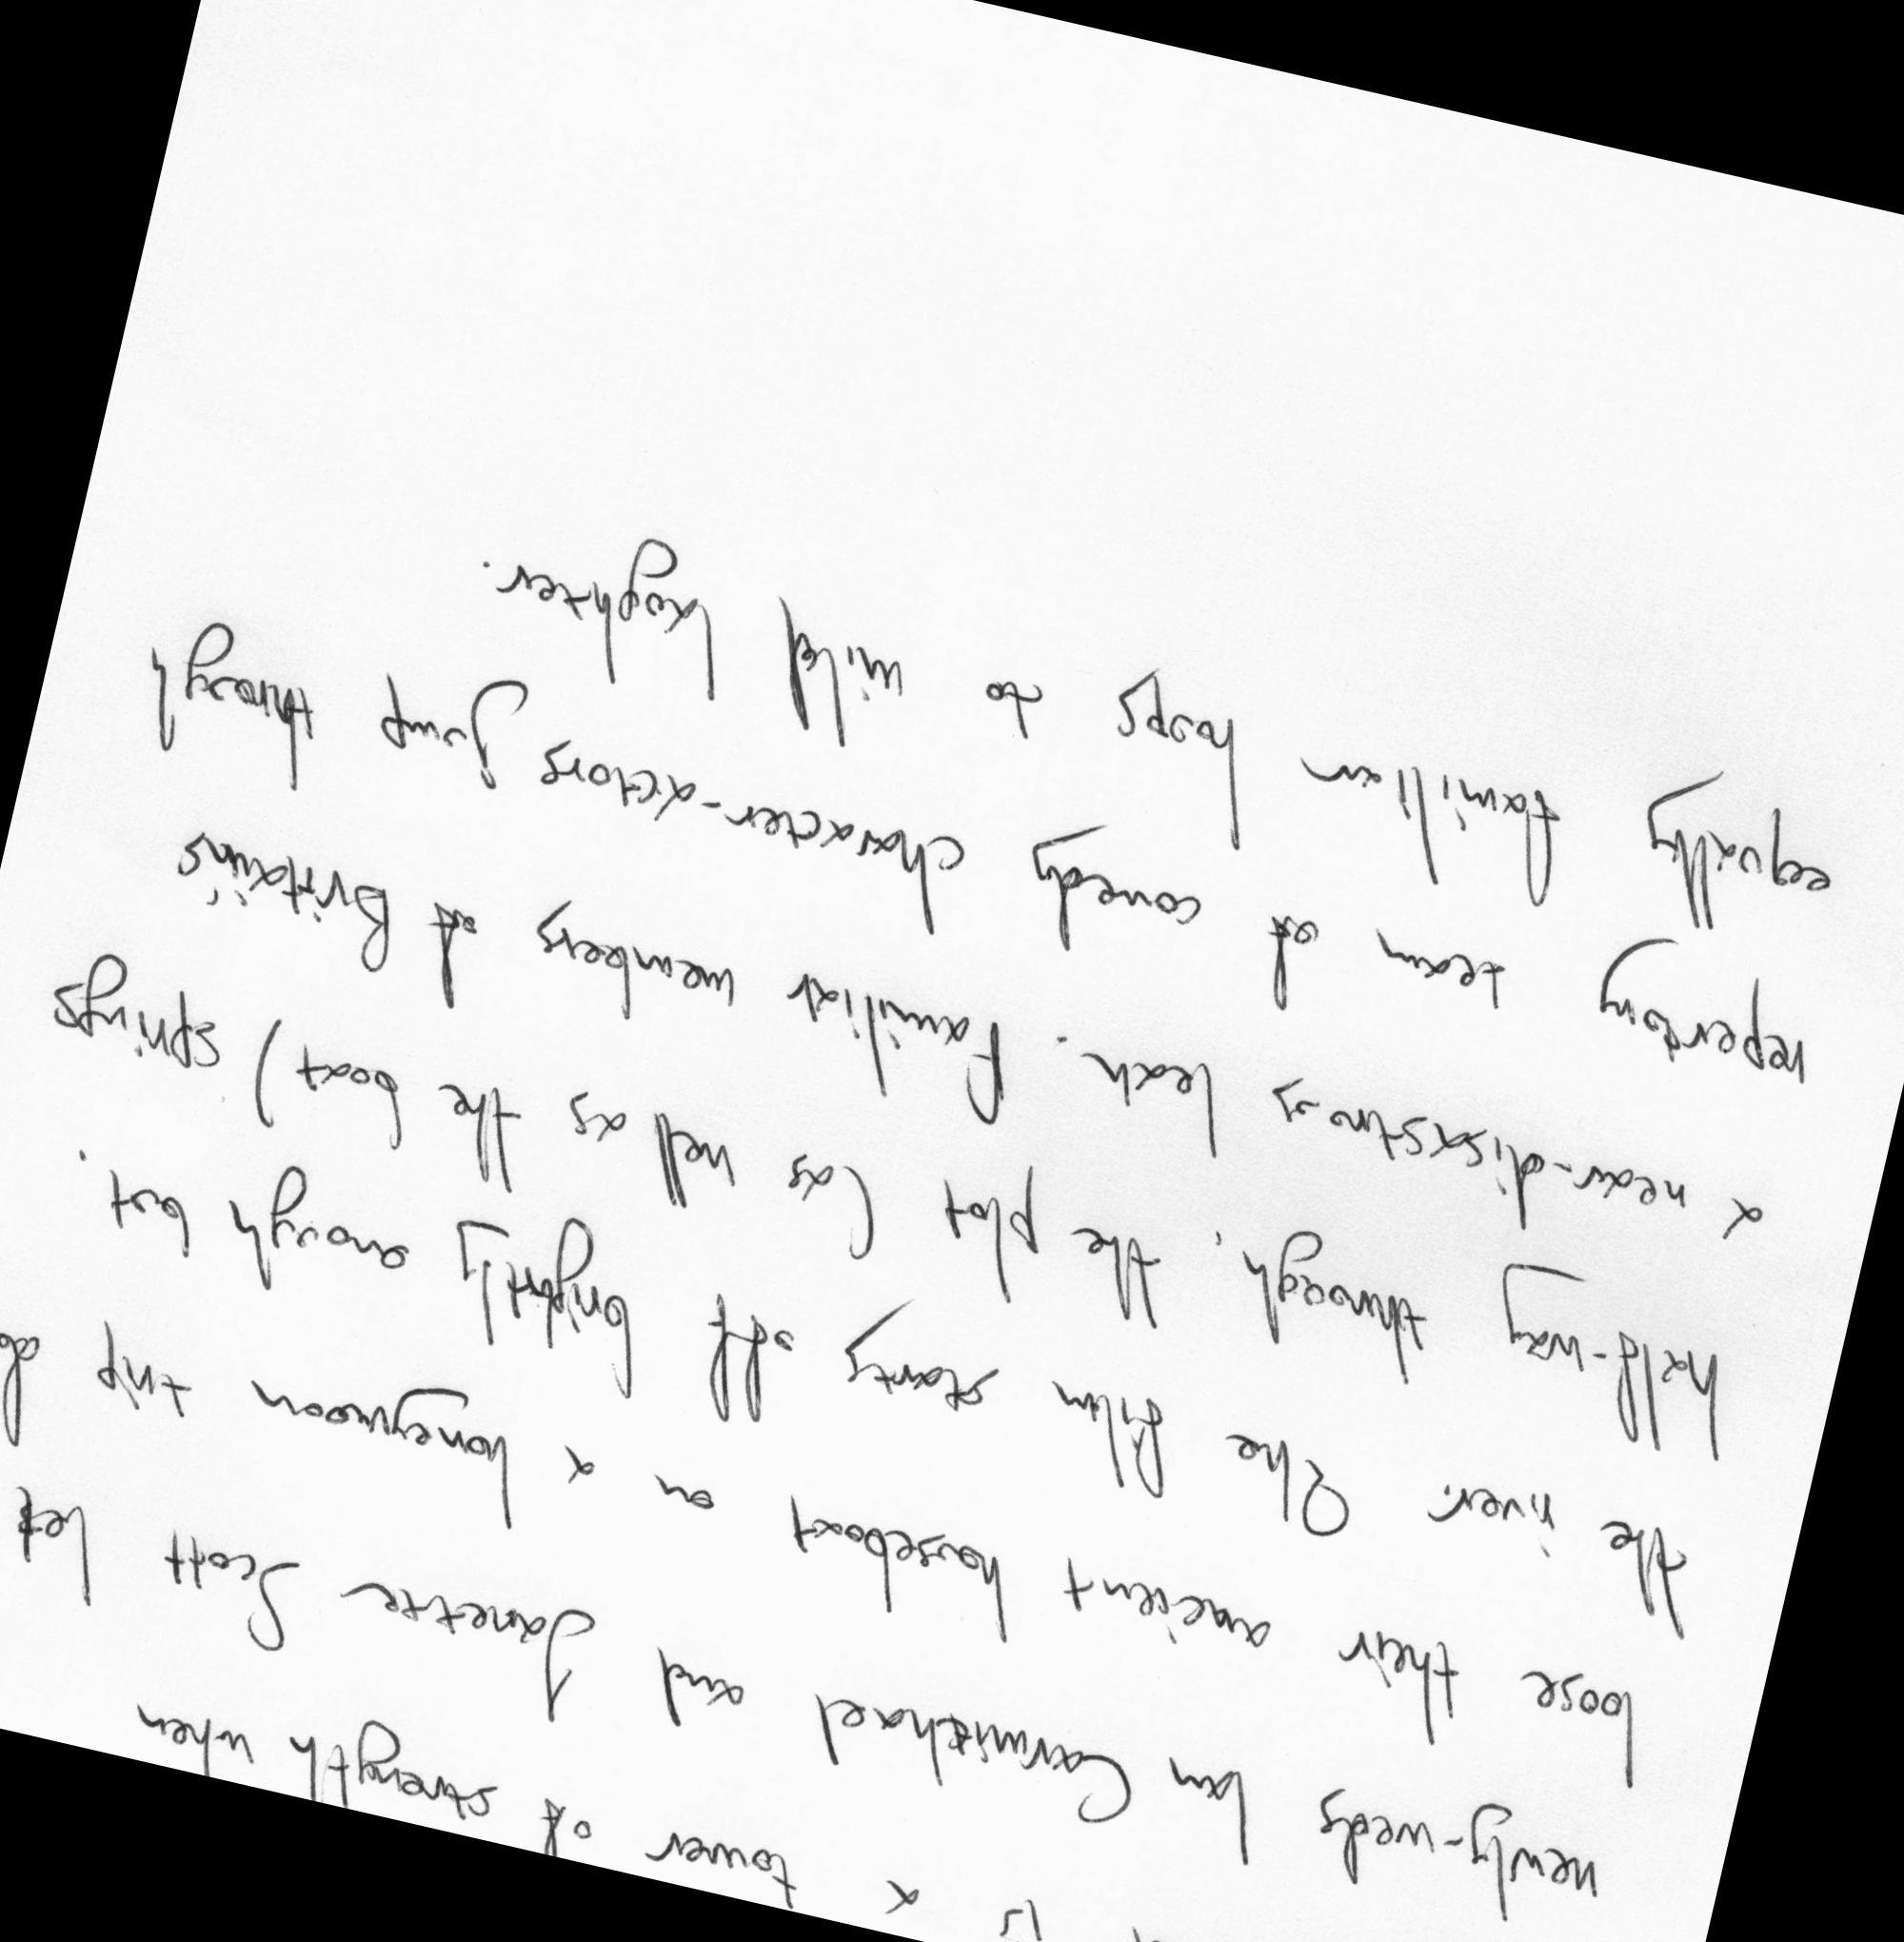 is a tower of strength when
newly-weds Ian Carmichael and Janette Scott let
loose their ancient houseboat on a honeymoon trip
the river. The film starts off brightly enough but.
half-way through, the plot (as well as the boat) springs
a near-disastrous leak. Familiar members of Britain's
repertory team of comedy character-actors jump through
equally familiar hoops to mild laughter.